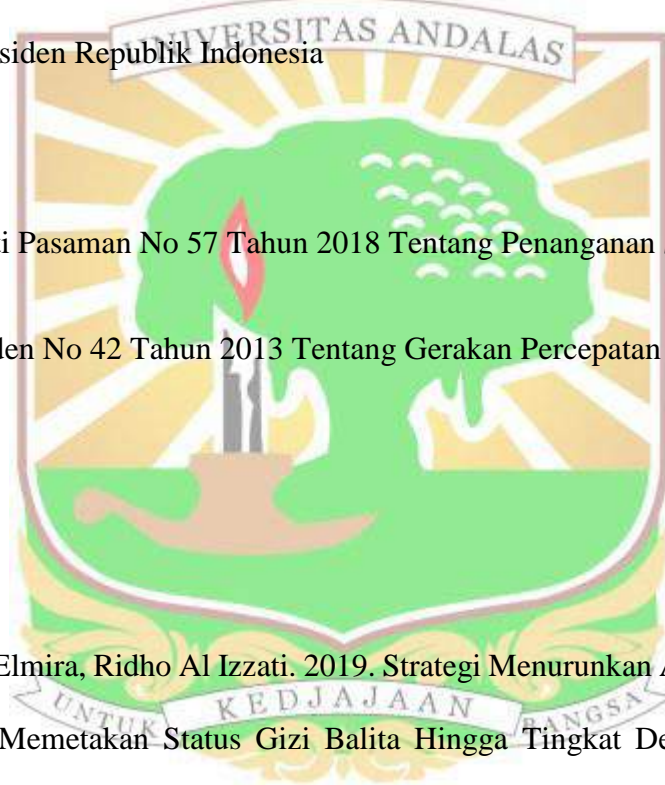 UNIVERSITAS ANDALAS
siden Republik Indonesia
i Pasaman No 57 Tahun 2018 Tentang Penanganan
den No 42 Tahun 2013 Tentang Gerakan Percepatan
Elmira, Ridho Al Izzati. 2019. Strategi Menurunkan A
UNTUK KEDJAJAAN BANGSA
Memetakan Status Gizi Balita Hingga Tingkat De